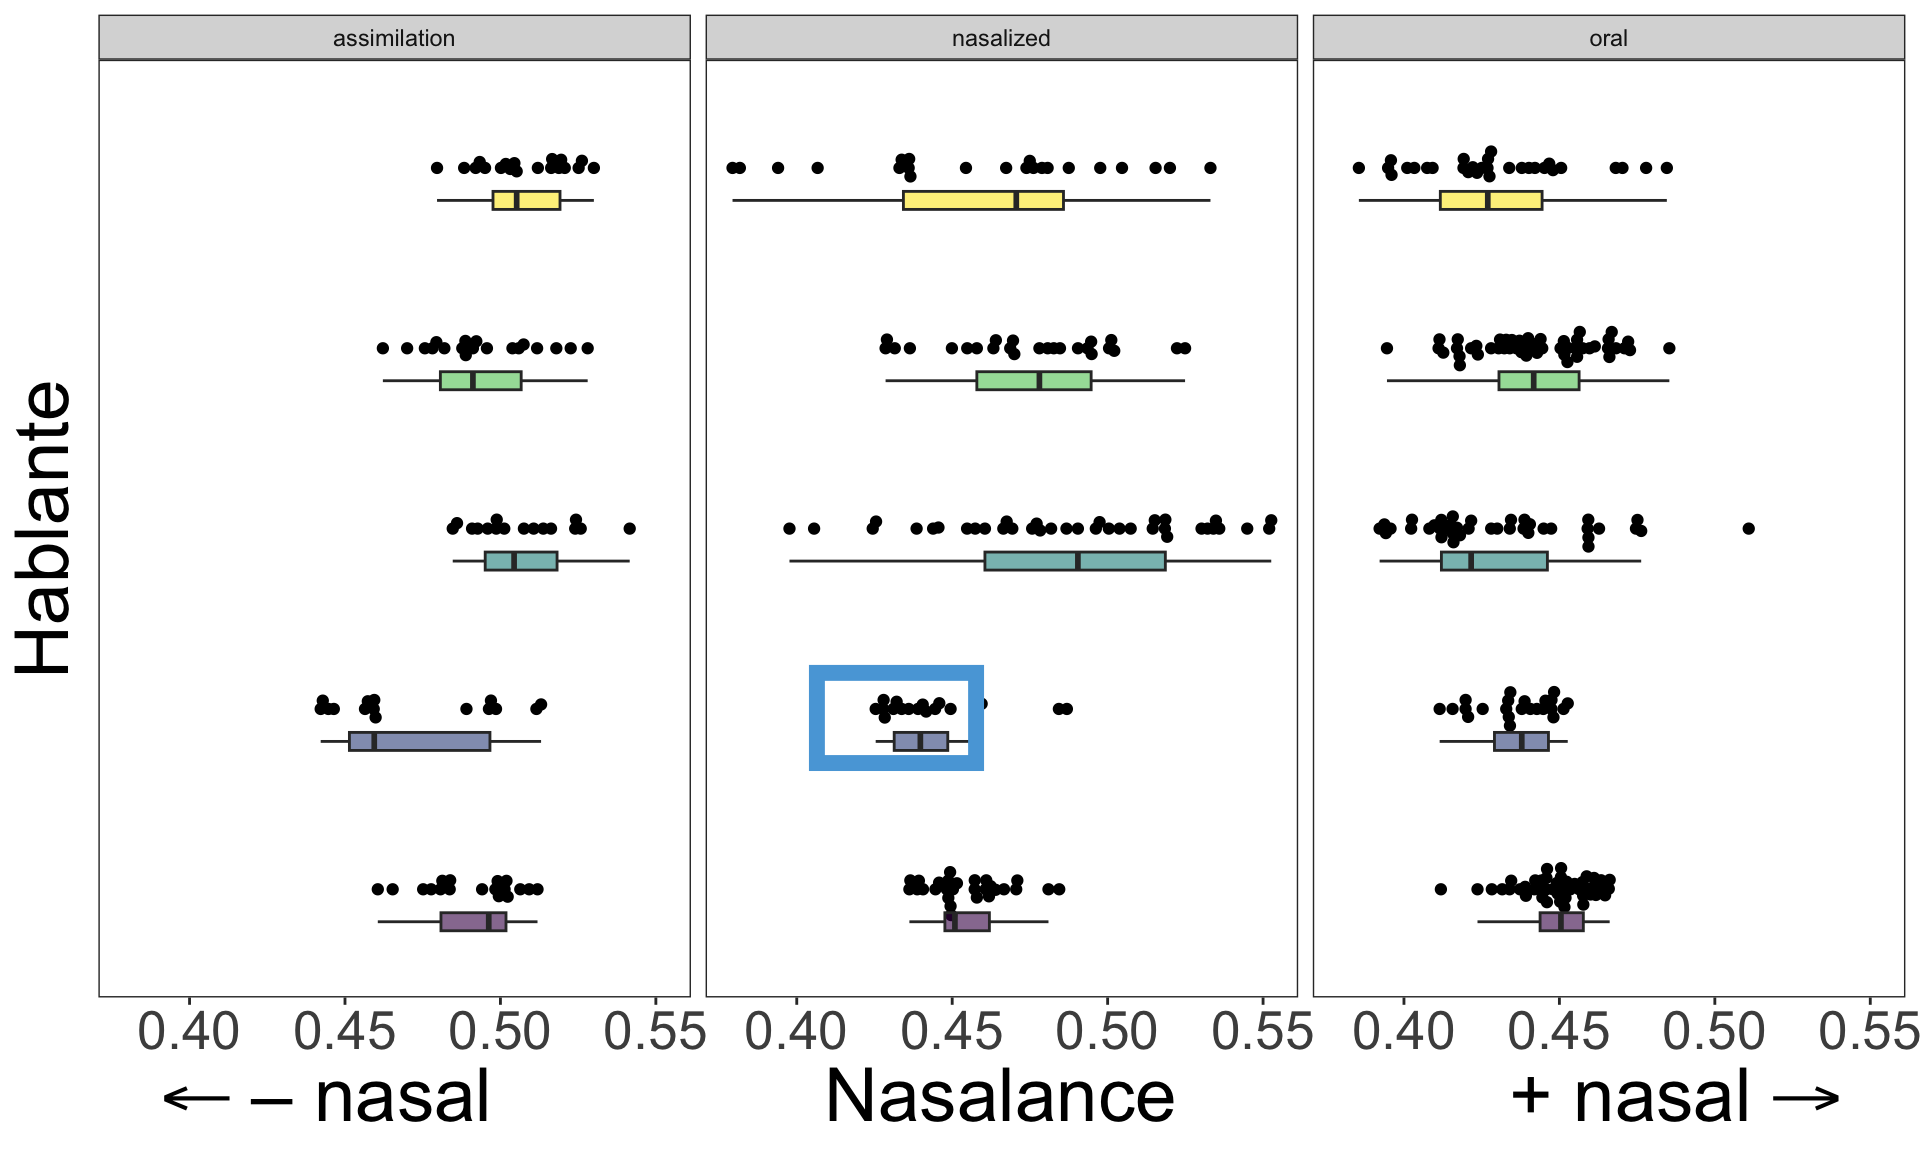 assimilation nasalized oral
Hablante
0.40 0.45 0.50 0.55 0.40 0.45 0.50 0.55 0.40 0.45 0.50 0.55
← – nasal Nasalance + nasal →